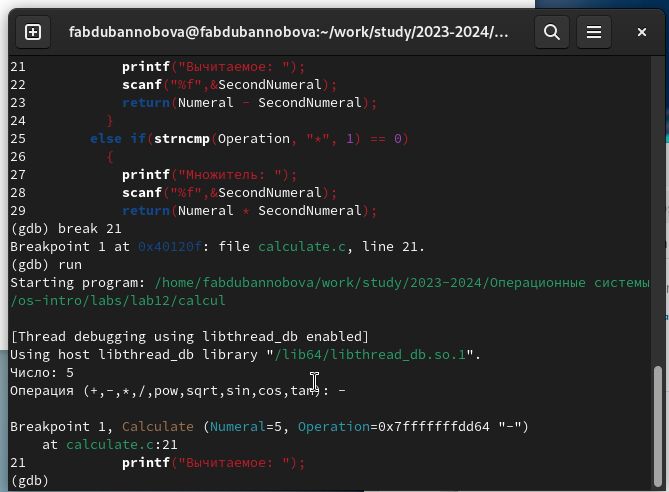 fabdubannobova@fabdubannobova:~/work/study/2023-2024/...
21 printf("Вычитаемое: ");
22 scanf("%f",&SecondNumeral);
23 return(Numeral - SecondNumeral);
24 }
25 else if(strncmp(Operation, "*", 1) == 0)
26 {
27 printf("Множитель: ");
28 scanf("%f",&SecondNumeral);
29 return(Numeral * SecondNumeral);
(gdb) break 21
Breakpoint 1 at 0x40120f: file calculate.c, line 21.
(gdb) run
Starting program: /home/fabdubannobova/work/study/2023-2024/Операционные системы
/os-intro/labs/lab12/calcul
[Thread debugging using libthread_db enabled]
Using host libthread_db library "/lib64/libthread_db.so.1".
Число: 5
Операция (+,-,*,/,pow,sqrt,sin,cos,tan): -
Breakpoint 1, Calculate (Numeral=5, Operation=0x7fffffffdd64 "-")
at calculate.c:21
21 printf("Вычитаемое: ");
(gdb)